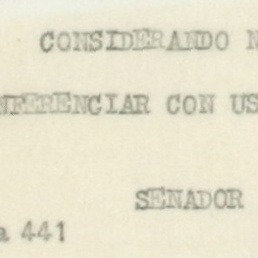 CONSIDERANDO N
NFERENCIAR CON US
SENADOR
a 441